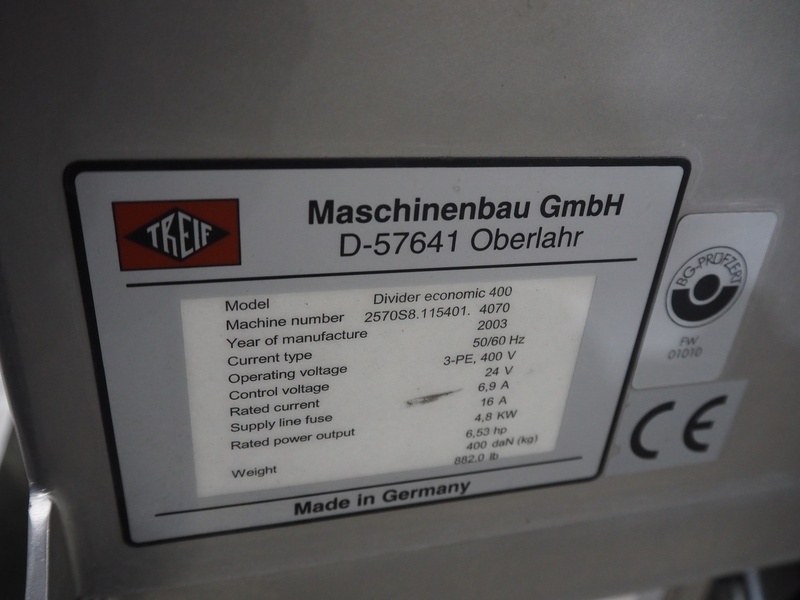 TREIF
Maschinenbau GmbH
D-57641 Oberlahr
Model Divider economic 400
Machine number 2570S8.115401. 4070
Year of manufacture 2003
Current type 50/60 Hz
Operating voltage 3-PE, 400 V
Control voltage 24 V
Rated current 6,9 A
Supply line fuse 16 A
Rated power output 4,8 KW
6,53 hp
Weight 400 daN (kg)
882,0 lb
Made in Germany
BG-PRÜFZERT
FW
01010
CE